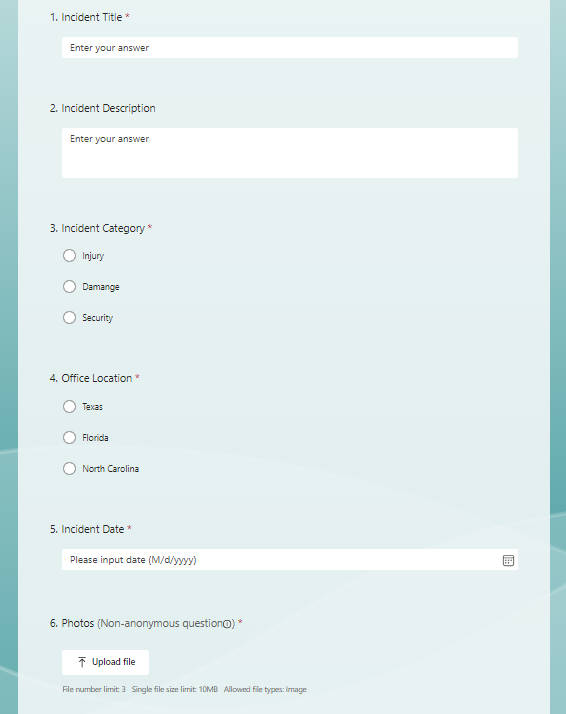 1. Incident Title *
Enter your answer
2. Incident Description
Enter your answer
3. Incident Category *
Injury
Damange
Security
4. Office Location *
Texas
Florida
North Carolina
5. Incident Date *
Please input date (M/d/yyyy)
6. Photos (Non-anonymous question) *
Upload file
File number limit: 3 Single file size limit: 10MB Allowed file types: Image